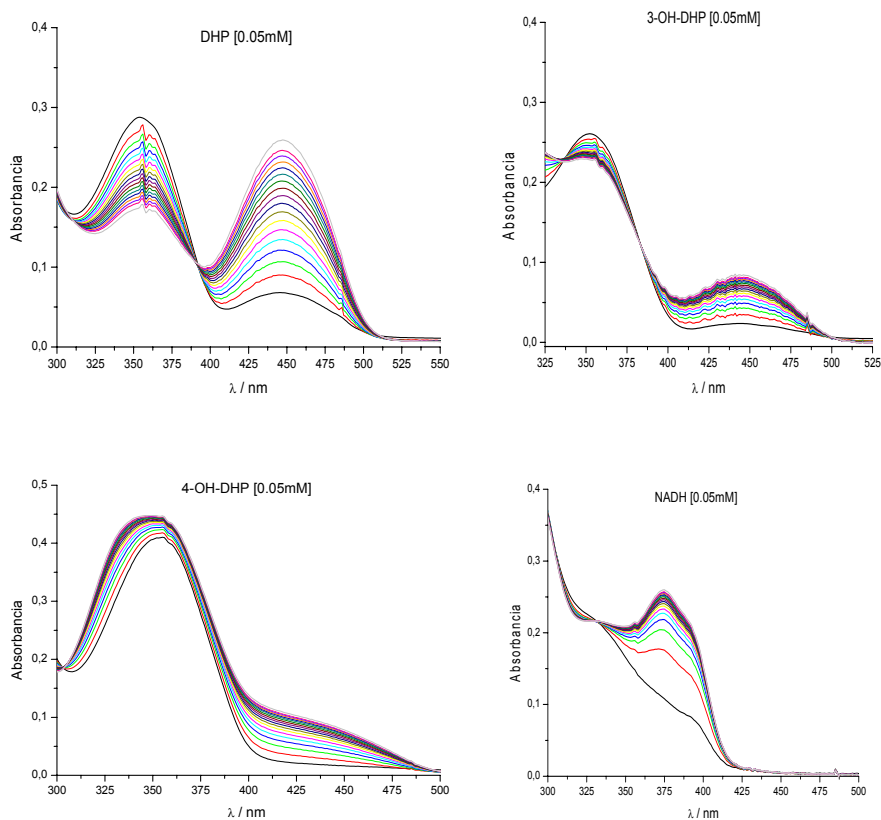 DHP [0.05mM]
Absorbancia
0,4
0,3
0,2
0,1
0,0
300 325 350 375 400 425 450 475 500 525 550
λ / nm
3-OH-DHP [0.05mM]
Absorbancia
0,4
0,3
0,2
0,1
0,0
325 350 375 400 425 450 475 500 525
λ / nm
4-OH-DHP [0.05mM]
Absorbancia
0,5
0,4
0,3
0,2
0,1
0,0
300 325 350 375 400 425 450 475 500
λ / nm
NADH [0.05mM]
Absorbancia
0,4
0,3
0,2
0,1
0,0
300 325 350 375 400 425 450 475 500
λ / nm